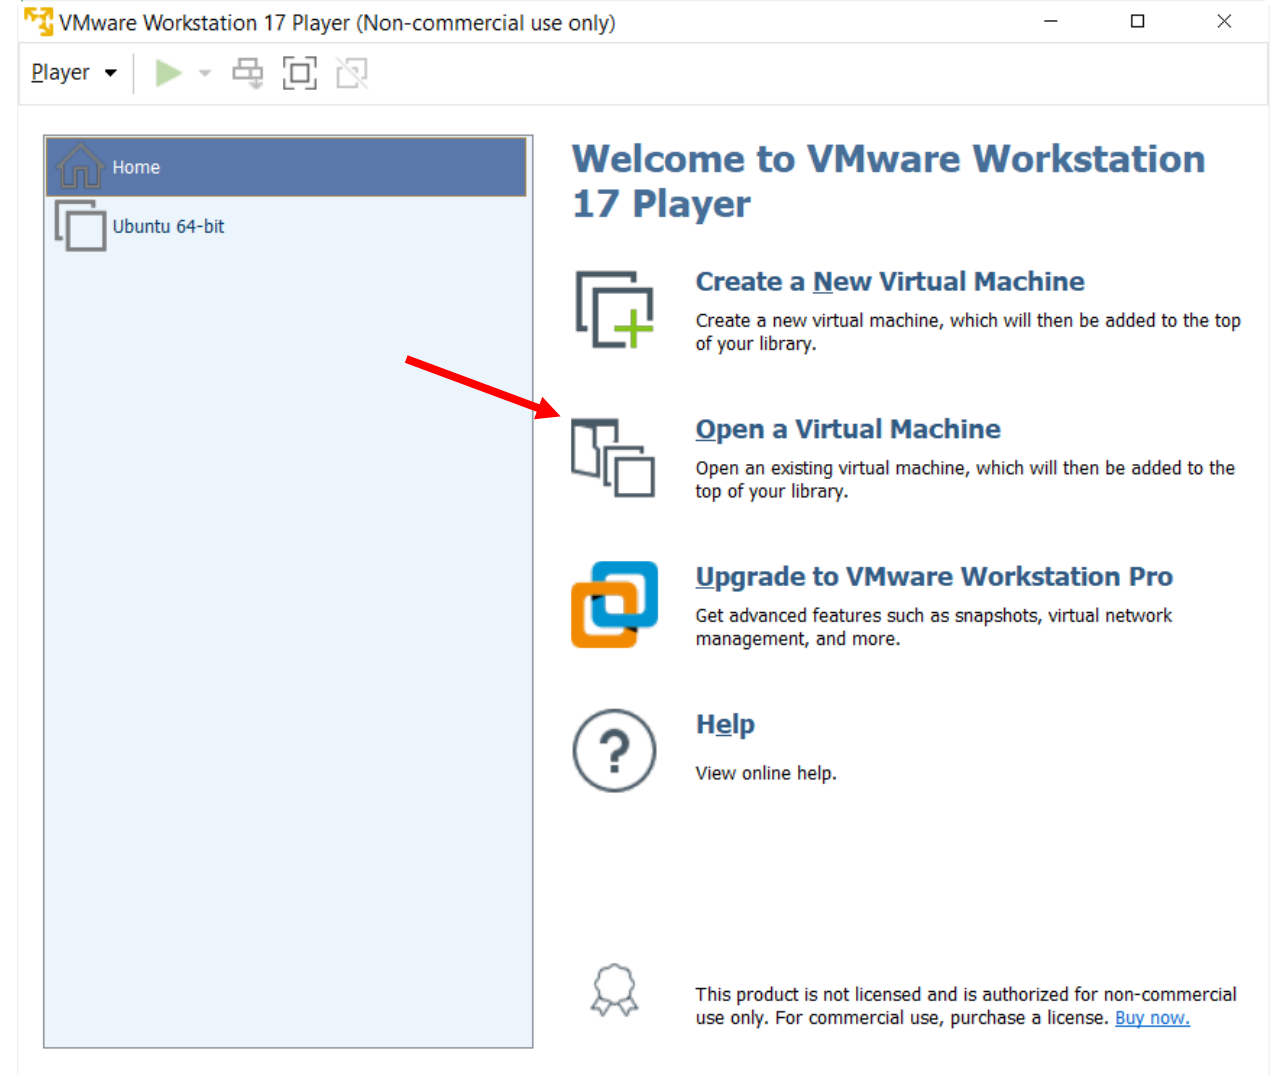 VMware Workstation 17 Player (Non-commercial use only)
Player
Home
Ubuntu 64-bit
Welcome to VMware Workstation
17 Player
Create a New Virtual Machine
Create a new virtual machine, which will then be added to the top
of your library.
Open a Virtual Machine
Open an existing virtual machine, which will then be added to the
top of your library.
Upgrade to VMware Workstation Pro
Get advanced features such as snapshots, virtual network
management, and more.
Help
View online help.
This product is not licensed and is authorized for non-commercial
use only. For commercial use, purchase a license. Buy now.